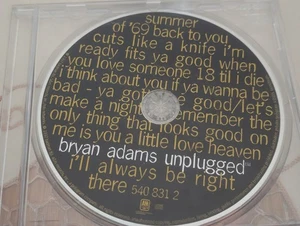 summer
of '69 back to you
cuts like a knife i'm
ready fits ya good when
you love someone 18 til i die
i think about you if ya wanna be
bad - ya gotta be good/let's
make a night to remember the
only thing that looks good on
me is you a little love heaven
bryan adams unplugged
i'll always be right
there 540 831 2